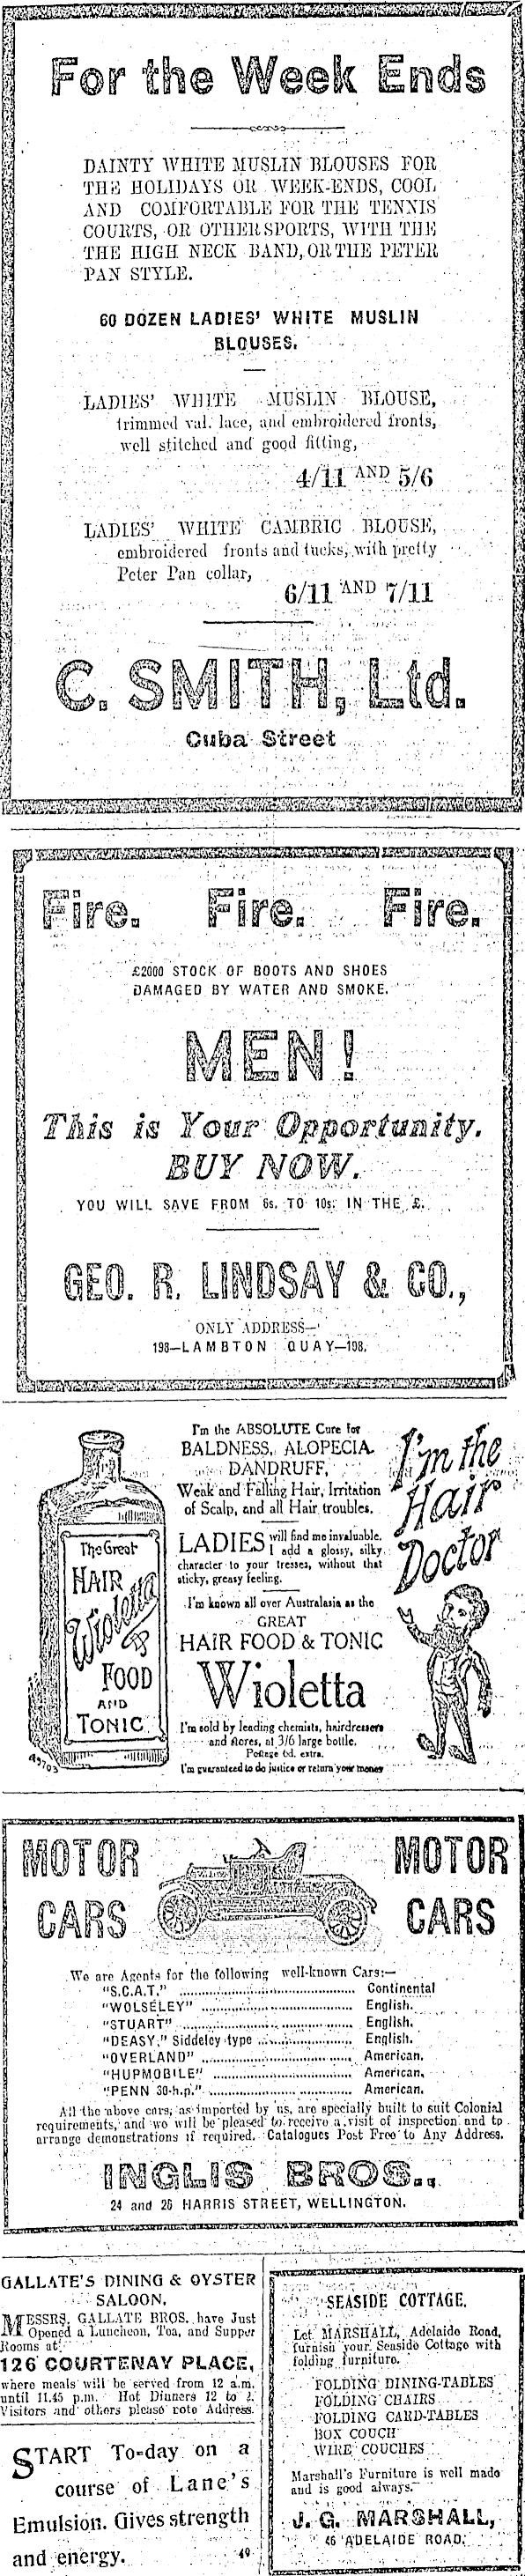 For the Week Ends
DAINTY WHITE MUSLIN BLOUSES FOR
THE HOLIDAYS OR WEEK-ENDS, COOL
AND COMFORTABLE FOR THE TENNIS
COURTS, OR OTHER SPORTS, WITH THE
THE HIGH NECK BAND, OR THE PETER
PAN STYLE.
60 DOZEN LADIES' WHITE MUSLIN
BLOUSES.
LADIES' WHITE MUSLIN BLOUSE,
trimmed val. lace, and embroidered fronts,
well stitched and good fitting,
4/11 AND 5/6
LADIES' WHITE CAMBRIC BLOUSE,
embroidered fronts and tucks, with pretty
Peter Pan collar,
6/11 AND 7/11
C. SMITH, Ltd.
Cuba Street
Fire. Fire. Fire.
£2000 STOCK OF BOOTS AND SHOES
DAMAGED BY WATER AND SMOKE.
MEN!
This is Your Opportunity.
BUY NOW.
YOU WILL SAVE FROM 6s. TO 10s. IN THE £.
GEO. R. LINDSAY & CO.,
ONLY ADDRESS—
198—LAMBTON QUAY—198.
The Great
HAIR
Wioletta
FOOD
AND
TONIC
I'm the ABSOLUTE Cure for
BALDNESS, ALOPECIA
DANDRUFF,
Weak and Falling Hair, Irritation
of Scalp, and all Hair troubles.
LADIES will find me invaluable.
I add a glossy, silky
character to your tresses, without that
sticky, greasy feeling.
I'm known all over Australasia as the
GREAT
HAIR FOOD & TONIC
Wioletta
I'm sold by leading chemists, hairdressers
and stores, at 3/6 large bottle.
Postage 6d. extra.
I'm guaranteed to do justice or return your money
I'm the
Hair
Doctor
MOTOR CARS
MOTOR CARS
We are Agents for the following well-known Cars:—
"S.C.A.T." Continental
"WOLSELEY" English.
"STUART" English.
"DEASY," Siddeley type English.
"OVERLAND" American.
"HUPMOBILE" American.
"PENN 30-h.p." American.
All the above cars, as imported by us, are specially built to suit Colonial
requirements, and we will be pleased to receive a visit of inspection and to
arrange demonstrations if required. Catalogues Post Free to Any Address.
INGLIS BROS.,
24 and 26 HARRIS STREET, WELLINGTON.
GALLATE'S DINING & OYSTER
SALOON.
MESSRS. GALLATE BROS. have Just
Opened a Luncheon, Tea, and Supper
Rooms at
126 COURTENAY PLACE,
where meals will be served from 12 a.m.
until 11.45 p.m. Hot Dinners 12 to 2.
Visitors and others please note Address.
START To-day on a
course of Lane's
Emulsion. Gives strength
and energy. 40
SEASIDE COTTAGE.
Let MARSHALL, Adelaide Road,
furnish your Seaside Cottage with
folding furniture.
FOLDING DINING-TABLES
FOLDING CHAIRS
FOLDING CARD-TABLES
BOX COUCH
WIRE COUCHES
Marshall's Furniture is well made
and is good always.
J. G. MARSHALL,
46 ADELAIDE ROAD.